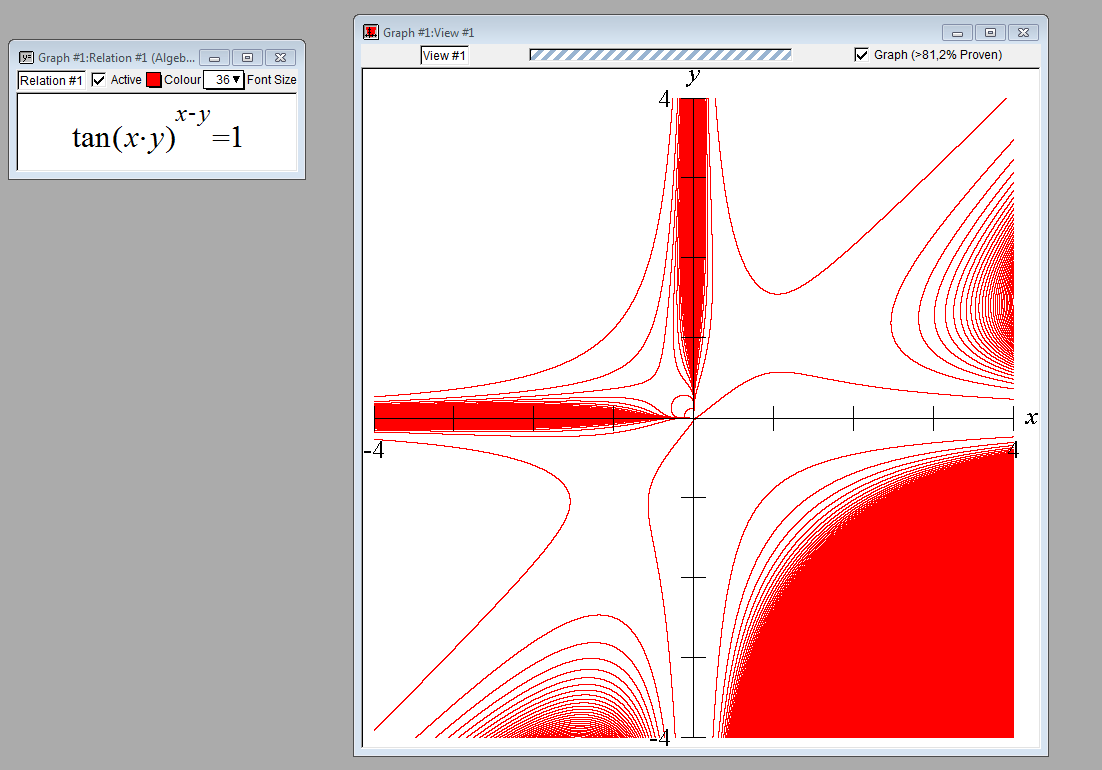 Graph #1:Relation #1 (Algeb...
Relation #1 Active Colour 36 Font Size
tan(x·y)^x-y=1
Graph #1:View #1
View #1 Graph (>81,2% Proven)
y
4
x
-4 4
-4